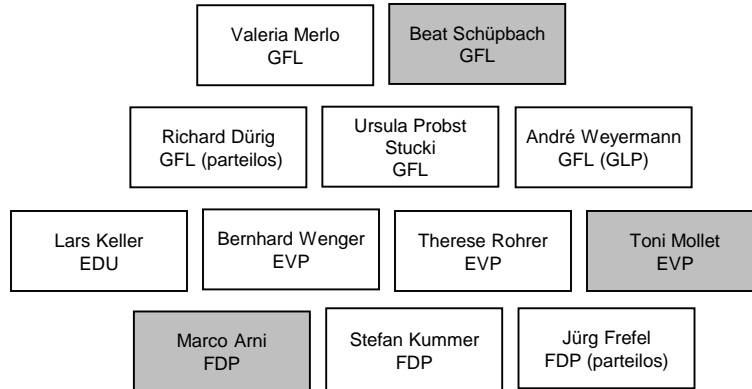 Valeria Merlo
GFL
Beat Schüpbach
GFL
Richard Dürig
GFL (parteilos)
Ursula Probst
Stucki
GFL
André Weyermann
GFL (GLP)
Lars Keller
EDU
Bernhard Wenger
EVP
Therese Rohrer
EVP
Toni Mollet
EVP
Marco Arni
FDP
Stefan Kummer
FDP
Jürg Frefel
FDP (parteilos)